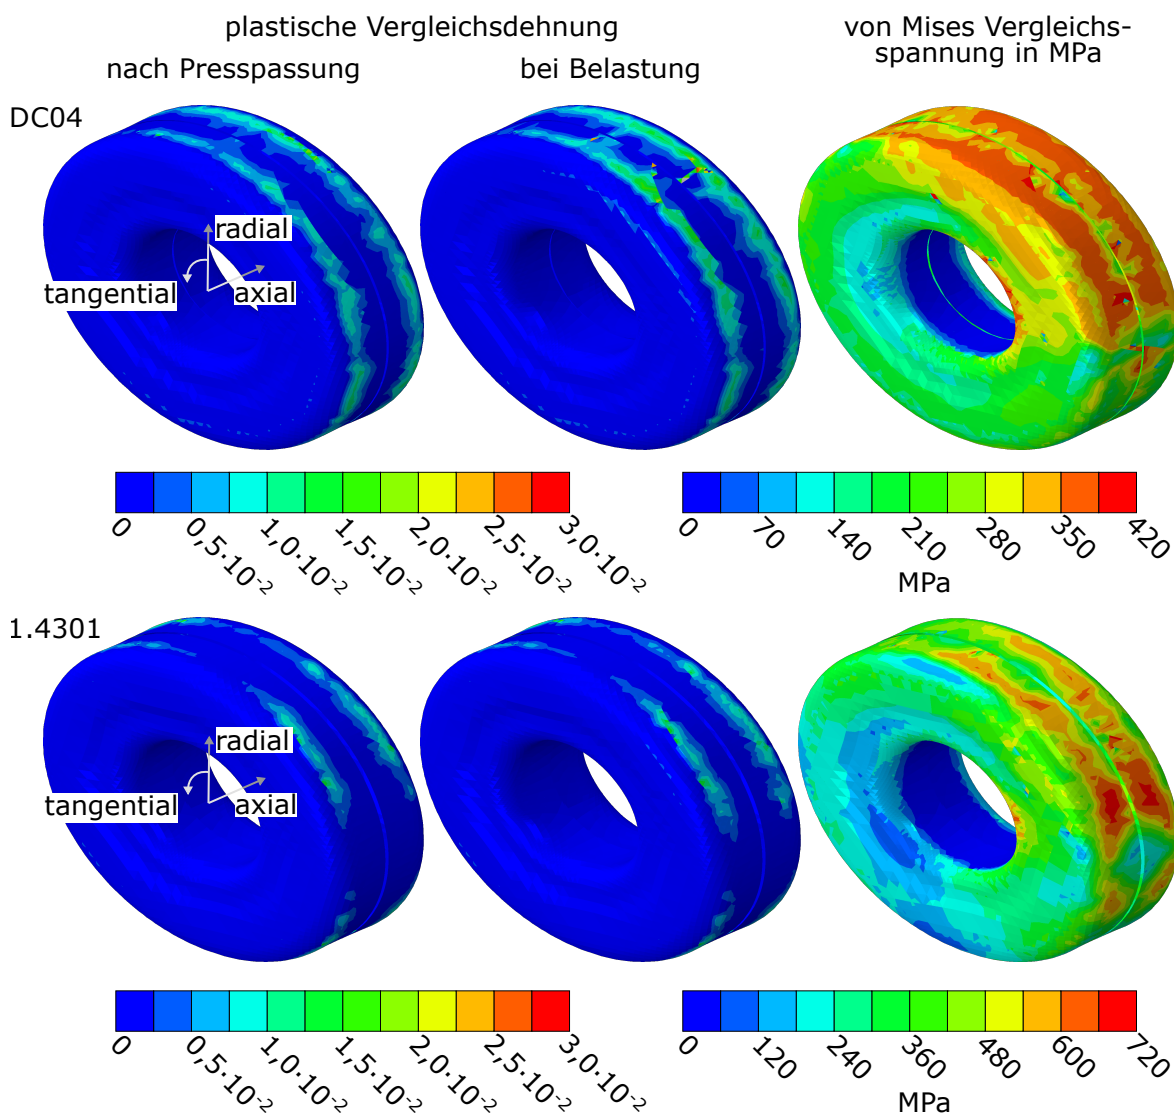 plastische Vergleichsdehnung
von Mises Vergleichs-
spannung in MPa
nach Presspassung
bei Belastung
DC04
radial
tangential
axial
0
0,5·10-2
1,0·10-2
1,5·10-2
2,0·10-2
2,5·10-2
3,0·10-2
0
70
140
210
280
350
420
MPa
1.4301
radial
tangential
axial
0
0,5·10-2
1,0·10-2
1,5·10-2
2,0·10-2
2,5·10-2
3,0·10-2
0
120
240
360
480
600
720
MPa